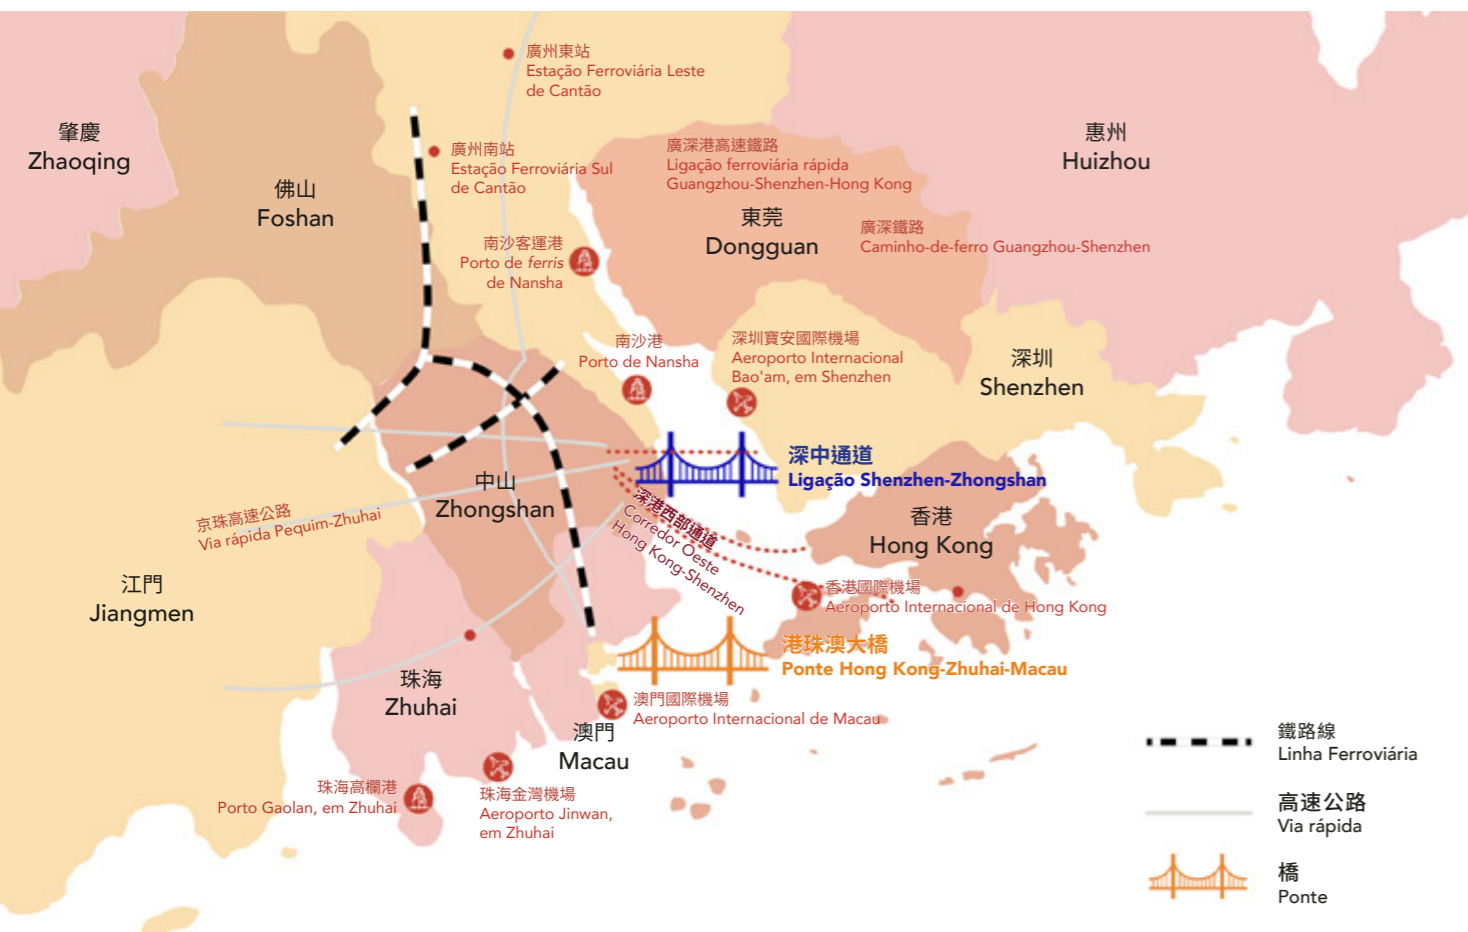 廣州東站
Estação Ferroviária Leste
de Cantão
肇慶
Zhaoqing
惠州
Huizhou
廣州南站
Estação Ferroviária Sul
de Cantão
廣深港高速鐵路
Ligação ferroviária rápida
Guangzhou-Shenzhen-Hong Kong
佛山
Foshan
東莞
Dongguan
廣深鐵路
Caminho-de-ferro Guangzhou-Shenzhen
南沙客運港
Porto de ferris
de Nansha
南沙港
Porto de Nansha
深圳寶安國際機場
Aeroporto Internacional
Bao'am, em Shenzhen
深圳
Shenzhen
深中通道
Ligação Shenzhen-Zhongshan
中山
Zhongshan
深港西部通道
Corredor Oeste
Hong Kong-Shenzhen
香港
Hong Kong
京珠高速公路
Via rápida Pequim-Zhuhai
江門
Jiangmen
香港國際機場
Aeroporto Internacional de Hong Kong
港珠澳大橋
Ponte Hong Kong-Zhuhai-Macau
珠海
Zhuhai
澳門國際機場
Aeroporto Internacional de Macau
澳門
Macau
珠海高欄港
Porto Gaolan, em Zhuhai
珠海金灣機場
Aeroporto Jinwan,
em Zhuhai
鐵路線
Linha Ferroviária
高速公路
Via rápida
橋
Ponte